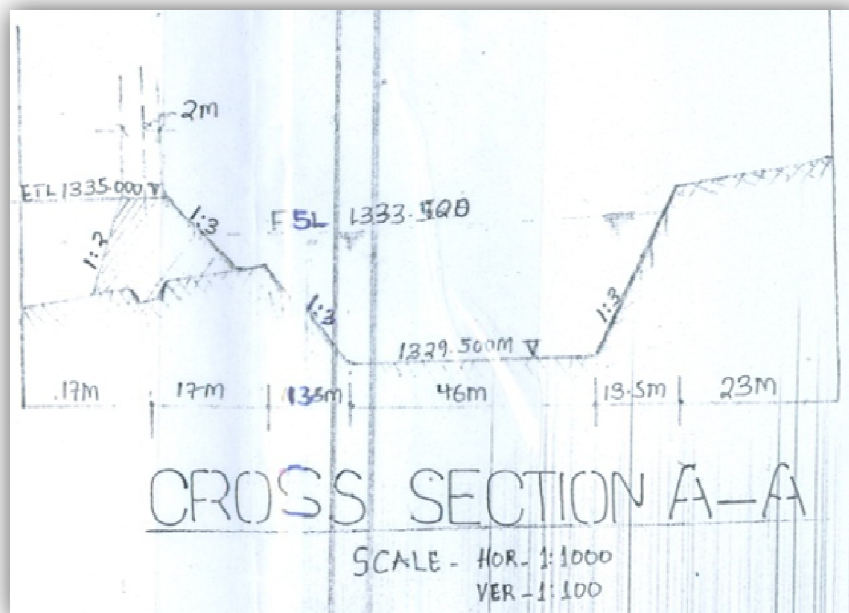 2M
ETL 1335.000
1:3
FSL 1333.500
1:2
1:3
1:3
1329.500M
17M 17M 13.5m 46m 13.5m 23M
CROSS SECTION A-A
SCALE - HOR- 1:1000
VER-1:100